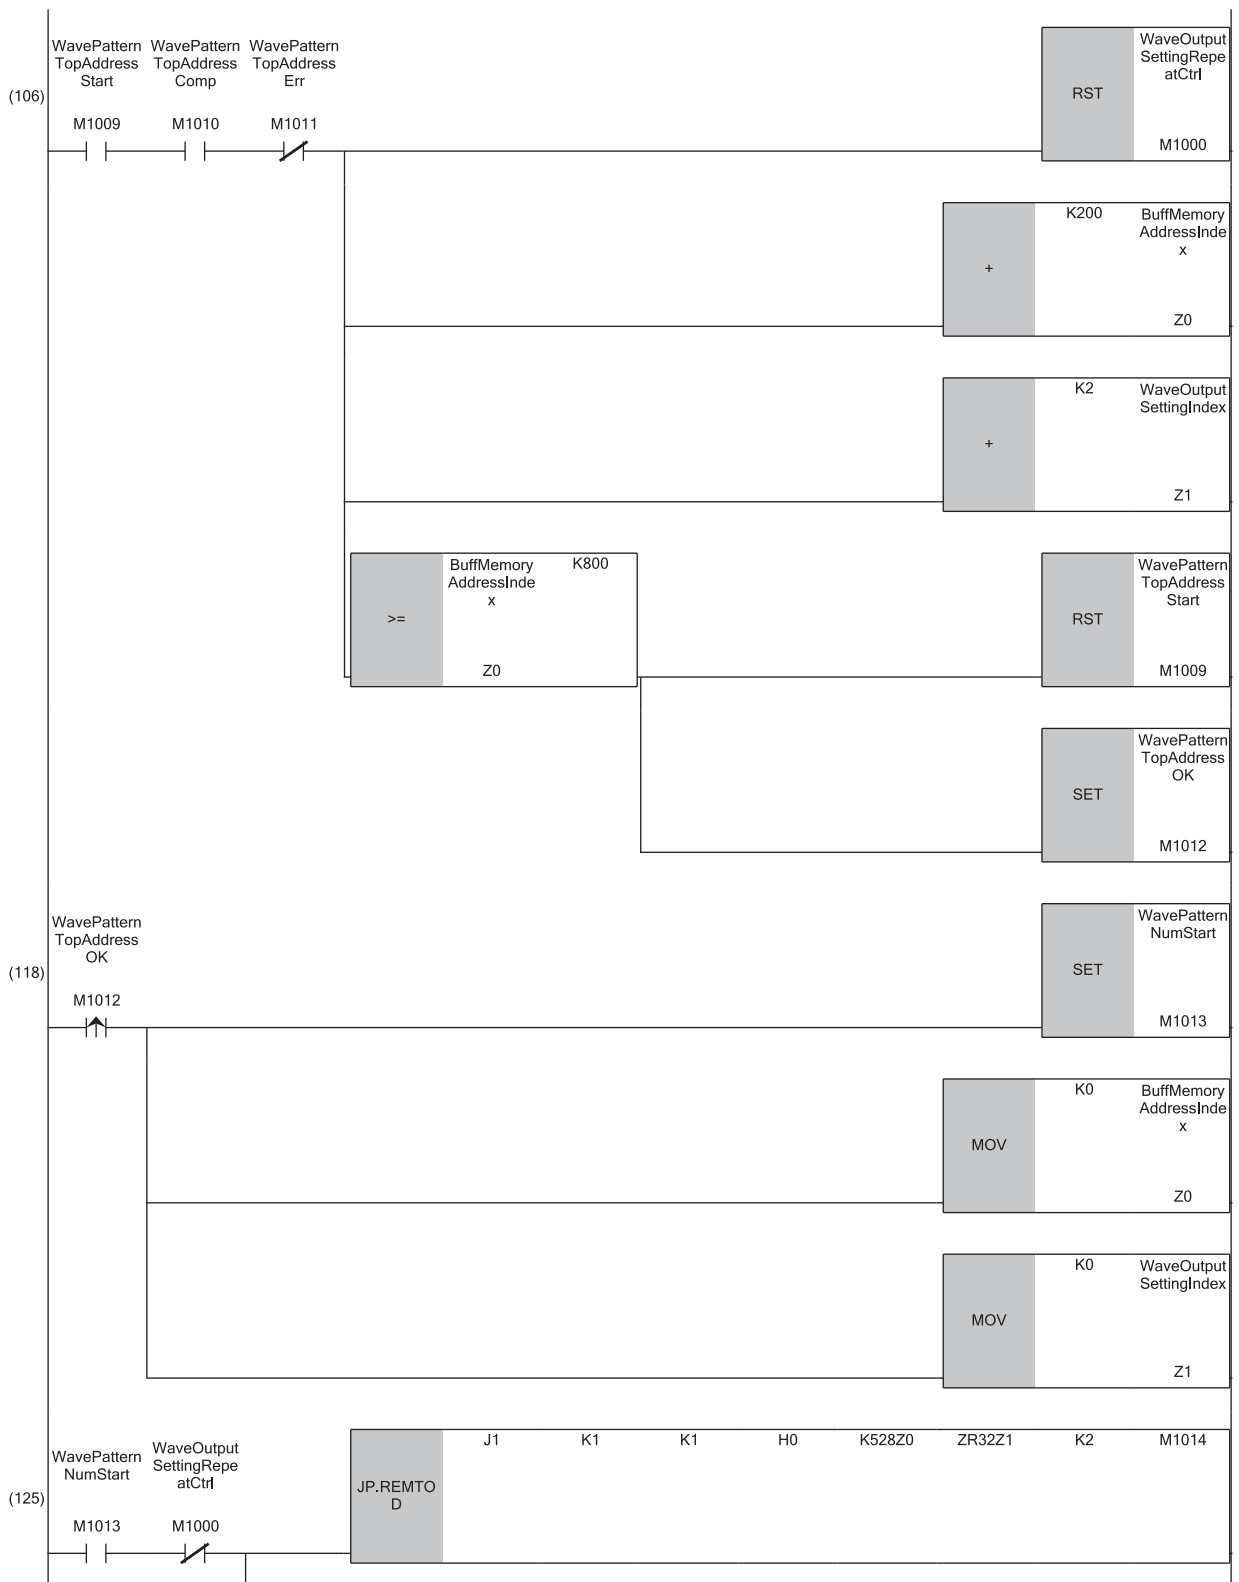 WavePattern
TopAddress
Start
WavePattern
TopAddress
Comp
WavePattern
TopAddress
Err
WaveOutput
SettingRepe
atCtrl
(106)
RST
M1009
M1010
M1011
M1000
K200
BuffMemory
AddressInde
x
+
Z0
K2
WaveOutput
SettingIndex
+
Z1
BuffMemory
AddressInde
x
K800
WavePattern
TopAddress
Start
>=
RST
Z0
M1009
WavePattern
TopAddress
OK
SET
M1012
WavePattern
TopAddress
OK
WavePattern
NumStart
(118)
SET
M1012
M1013
K0
BuffMemory
AddressInde
x
MOV
Z0
K0
WaveOutput
SettingIndex
MOV
Z1
WavePattern
NumStart
WaveOutput
SettingRepe
atCtrl
J1
K1
K1
H0
K528Z0
ZR32Z1
K2
M1014
(125)
JP.REMTO
D
M1013
M1000